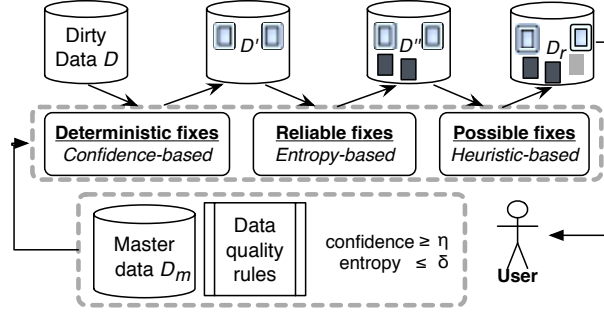 Dirty
Data D
D'
D''
Dr
Deterministic fixes
Confidence-based
Reliable fixes
Entropy-based
Possible fixes
Heuristic-based
Master
data Dm
Data
quality
rules
confidence ≥ η
entropy ≤ δ
User